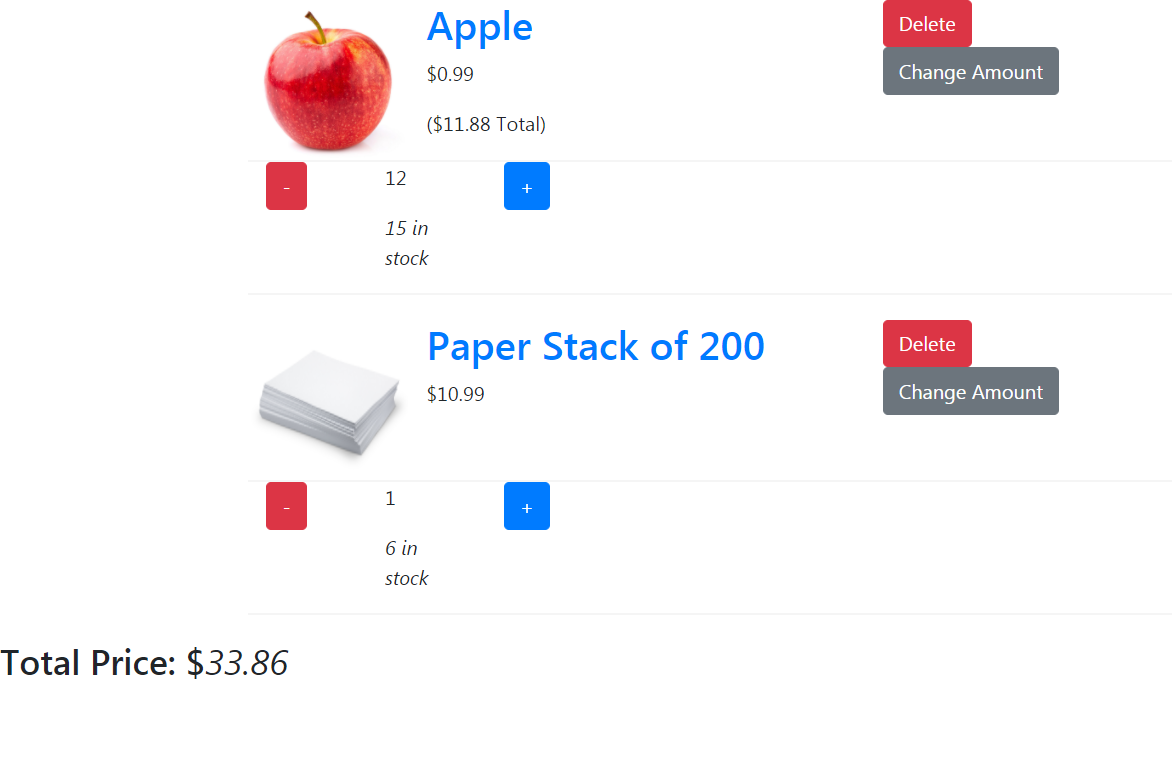 Apple
Delete
$0.99
Change Amount
($11.88 Total)
-
12
+
15 in
stock
Paper Stack of 200
Delete
$10.99
Change Amount
-
1
+
6 in
stock
Total Price: $33.86